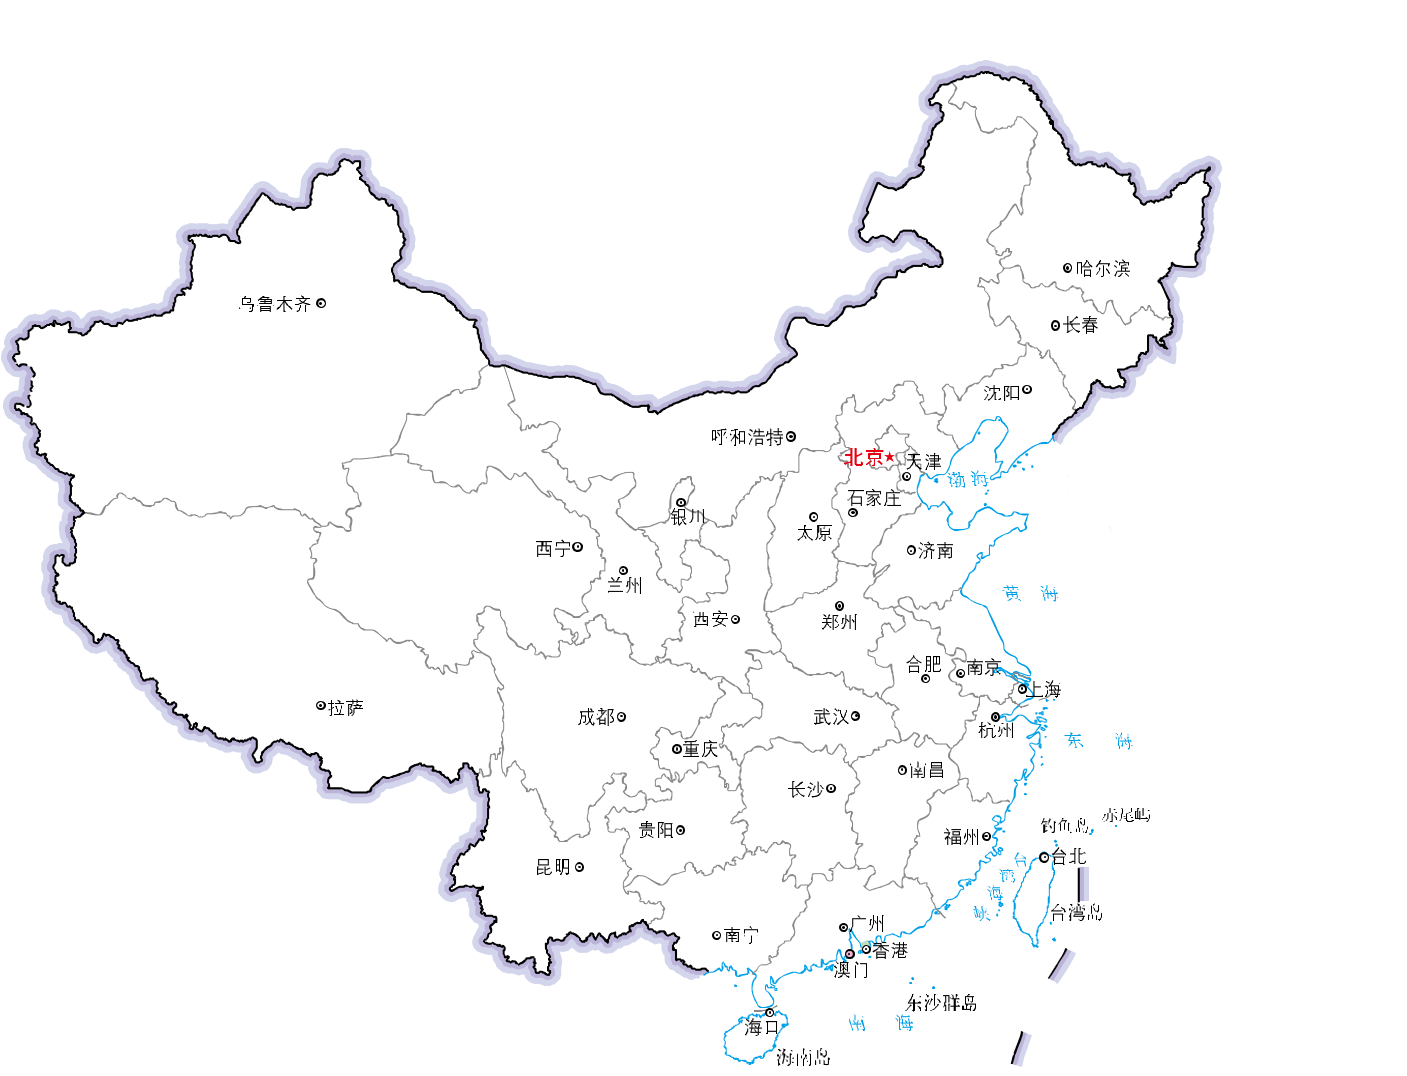 哈尔滨
乌鲁木齐
长春
沈阳
呼和浩特
北京
天津
渤海
石家庄
银川
太原
西宁
济南
兰州
黄海
西安
郑州
合肥
南京
上海
拉萨
成都
武汉
杭州
东海
重庆
南昌
长沙
赤尾屿
钓鱼岛
贵阳
福州
台北
昆明
台湾海峡
台湾岛
广州
南宁
香港
澳门
东沙群岛
海口
海
海南岛